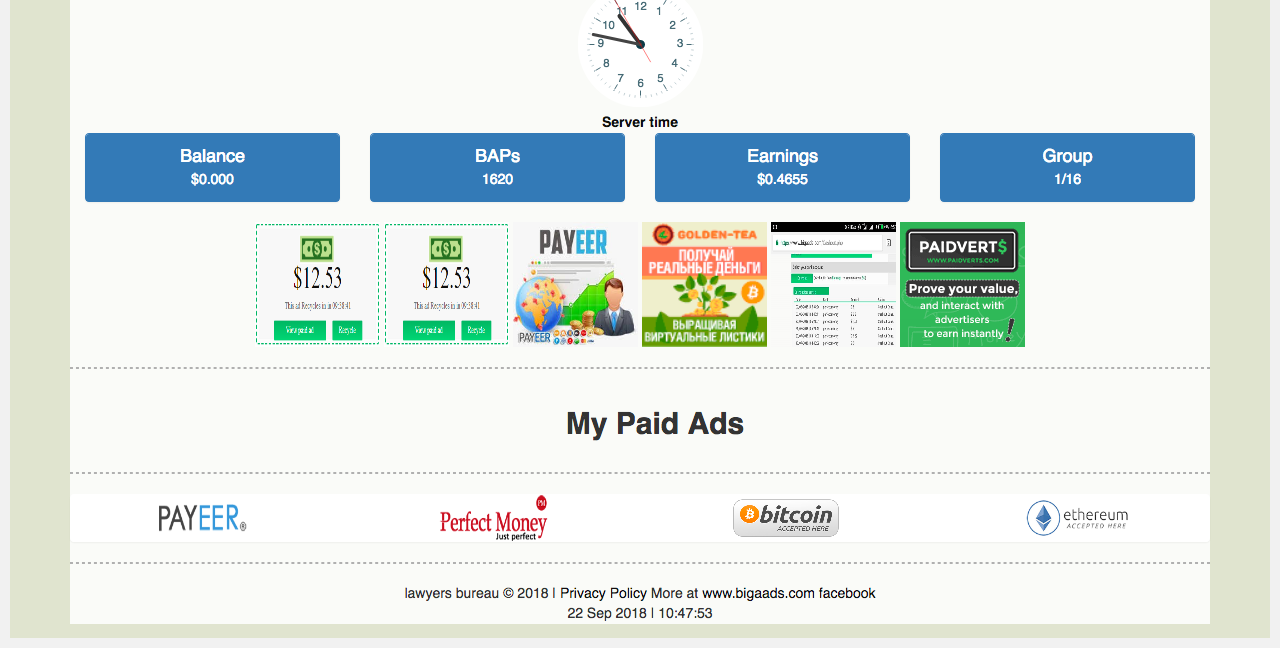 11 12 1
10 2
9 3
8 4
7 6 5
Server time
Balance
$0.000
BAPs
1620
Earnings
$0.4655
Group
1/16
$12.53
This ad Recycles in in 09:38:41
View paid ad Recycle
$12.53
This ad Recycles in in 09:38:41
View paid ad Recycle
PAYEER
PAYEER
GOLDEN-TEA
ПОЛУЧАЙ
РЕАЛЬНЫЕ ДЕНЬГИ
ВЫРАЩИВАЯ
ВИРТУАЛЬНЫЕ ЛИСТИКИ
PAIDVERT$
WWW.PAIDVERTS.COM
Prove your value,
and interact with
advertisers
to earn instantly!
My Paid Ads
PAYEER®
PM
Perfect Money
Just perfect
bitcoin
ACCEPTED HERE
ethereum
ACCEPTED HERE
lawyers bureau © 2018 | Privacy Policy More at www.bigaads.com facebook
22 Sep 2018 | 10:47:53